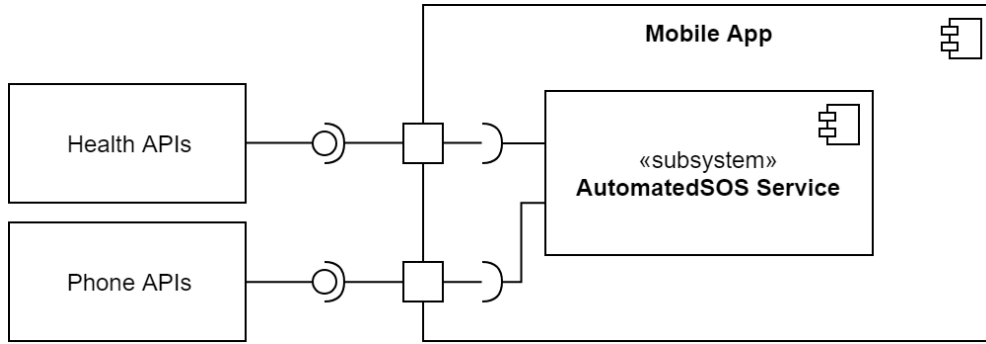 Mobile App
Health APIs
«subsystem»
AutomatedSOS Service
Phone APIs